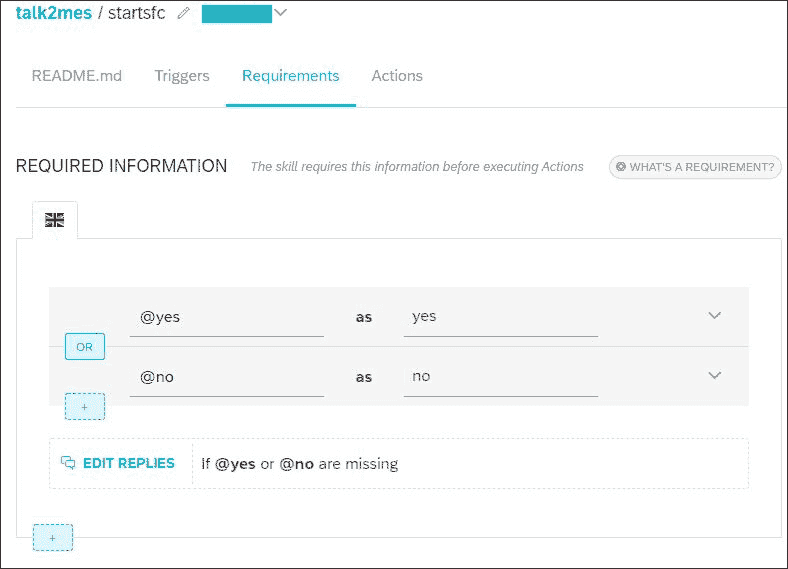 talk2mes / startsfc
README.md Triggers Requirements Actions
REQUIRED INFORMATION The skill requires this information before executing Actions WHAT'S A REQUIREMENT?
@yes as yes
OR
@no as no
+
EDIT REPLIES If @yes or @no are missing
+